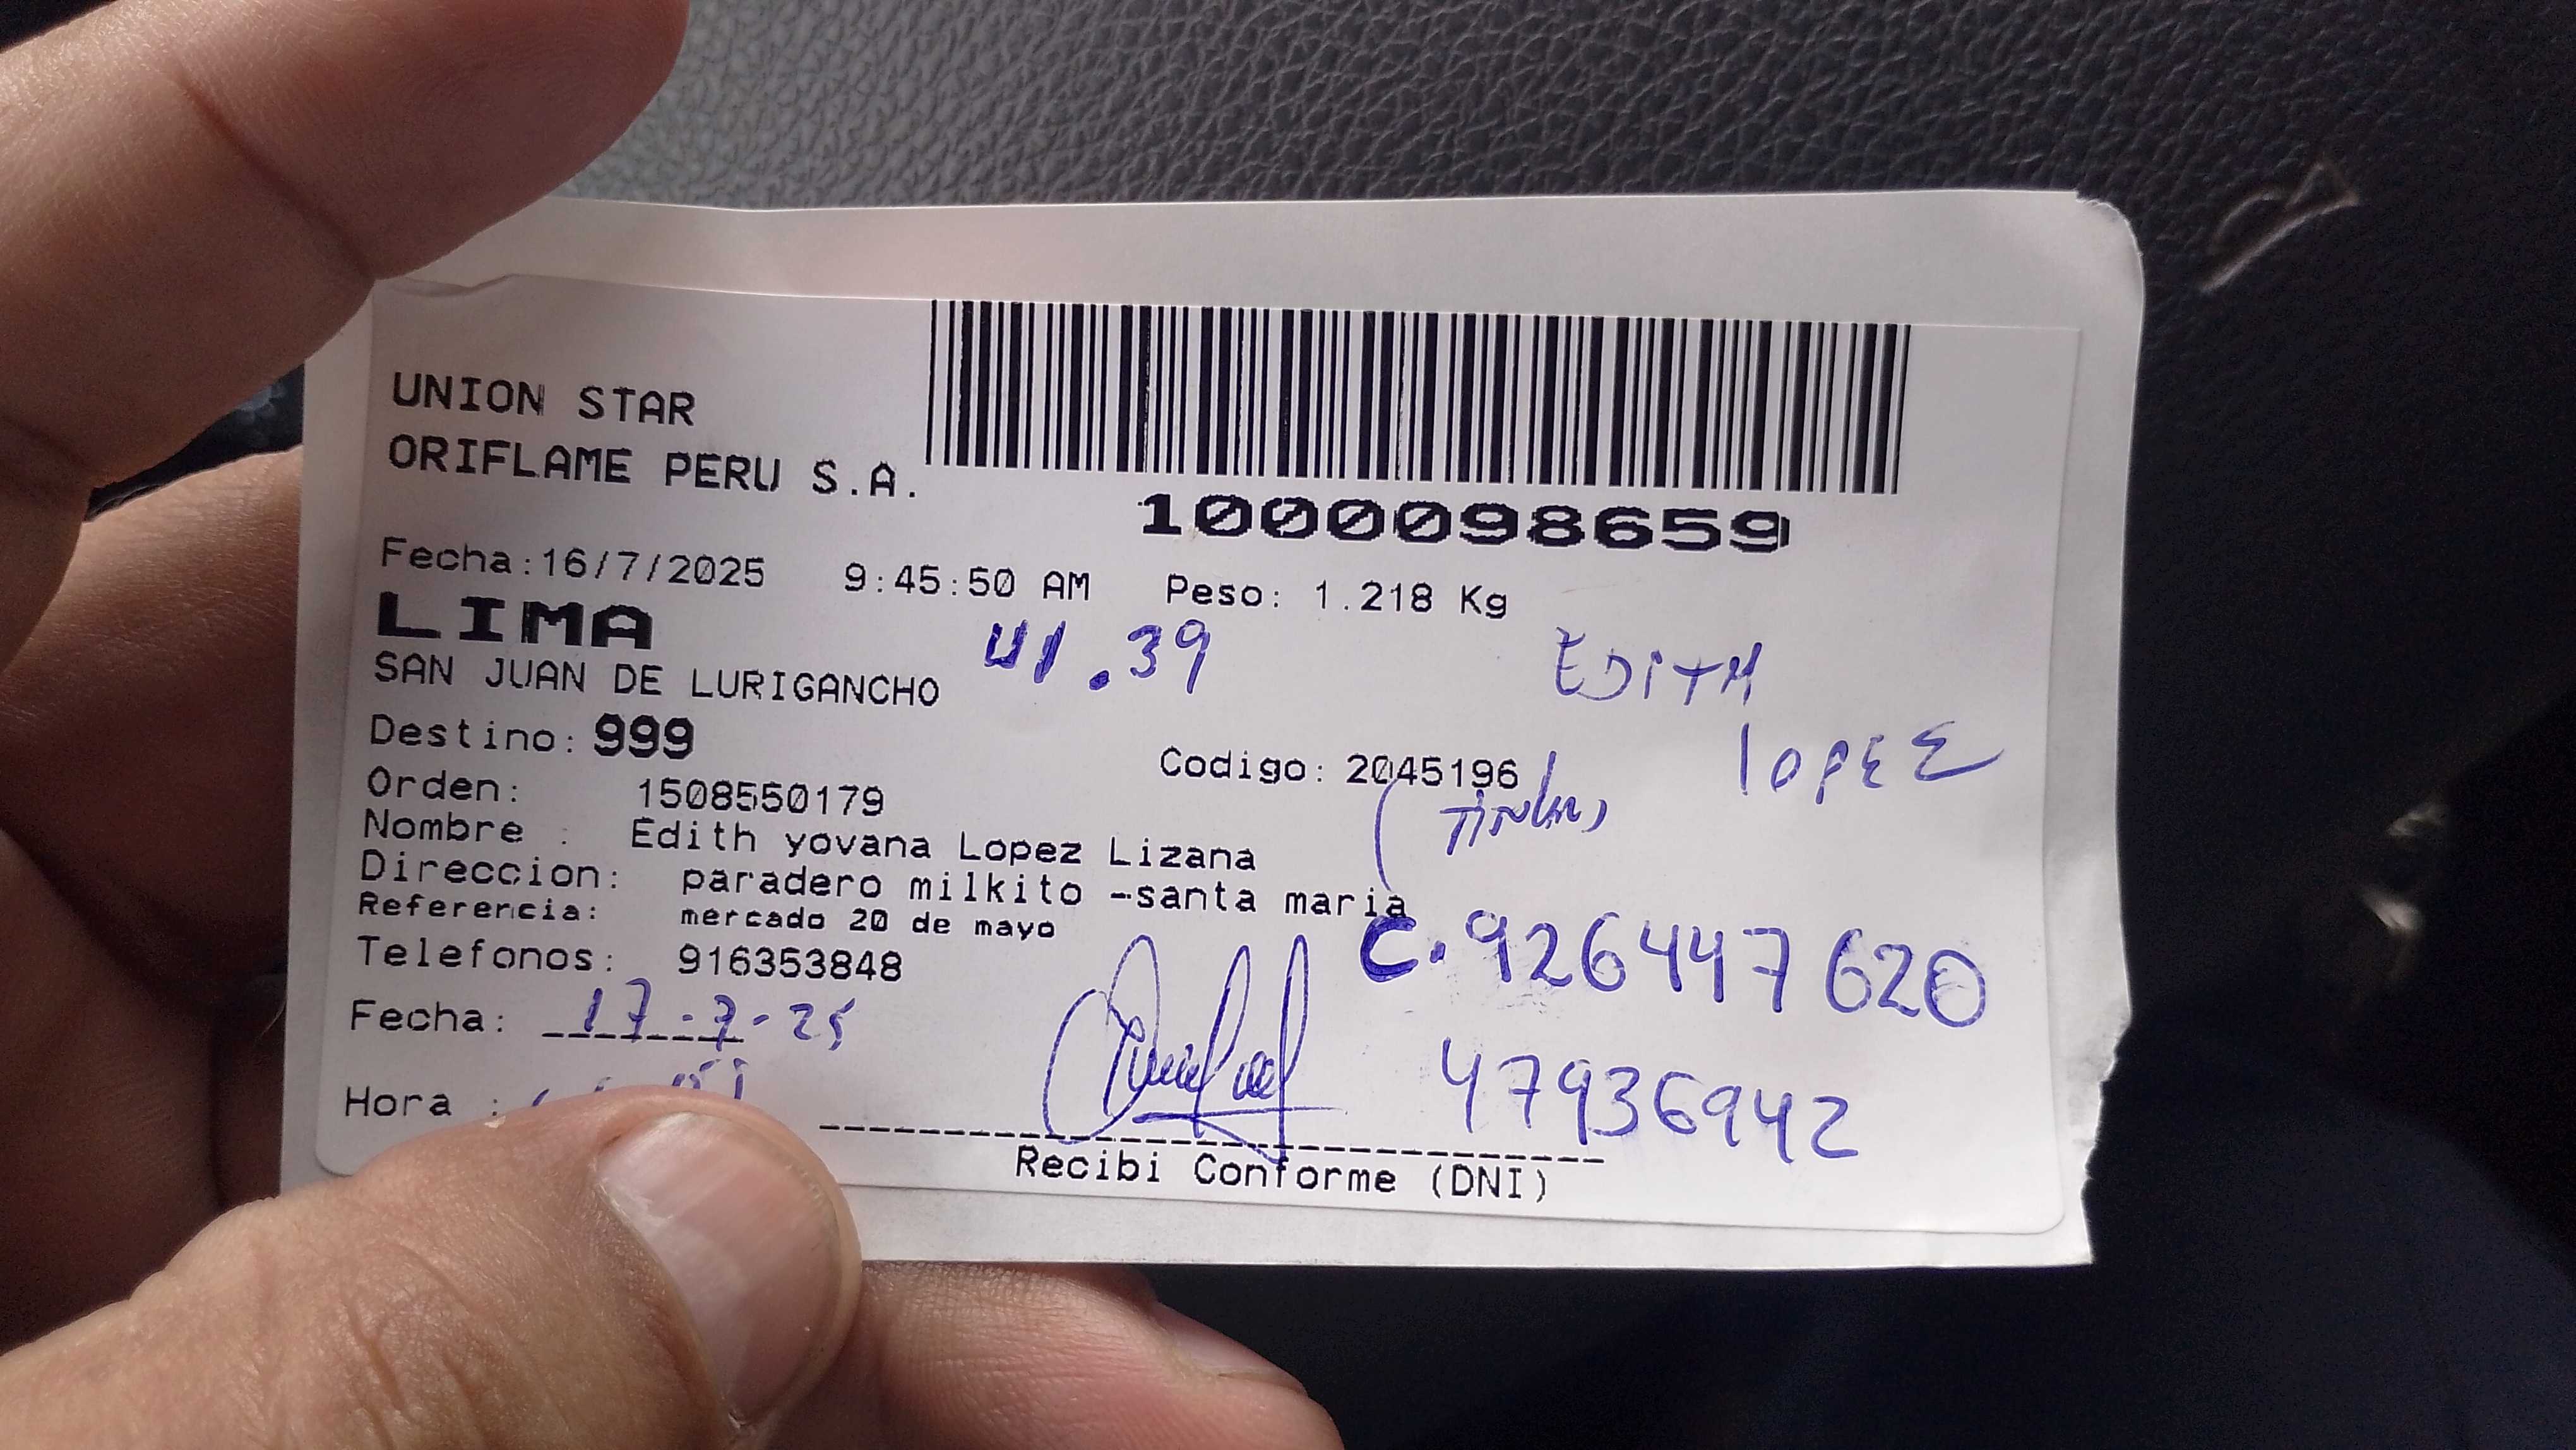 UNION STAR
ORIFLAME PERU S.A.
1000098659
Fecha:16/7/2025 9:45:50 AM Peso: 1.218 Kg
LIMA
41.39
EDITH
SAN JUAN DE LURIGANCHO
LOPEZ
Destino: 999
Codigo: 2045196
Orden: 1508550179
(Titular)
Nombre : Edith yovana Lopez Lizana
Direccion: paradero milkito -santa maria
Referencia: mercado 20 de mayo
C. 926447620
Telefonos: 916353848
Fecha: 17-7-25
47936942
Hora :
Recibi Conforme (DNI)